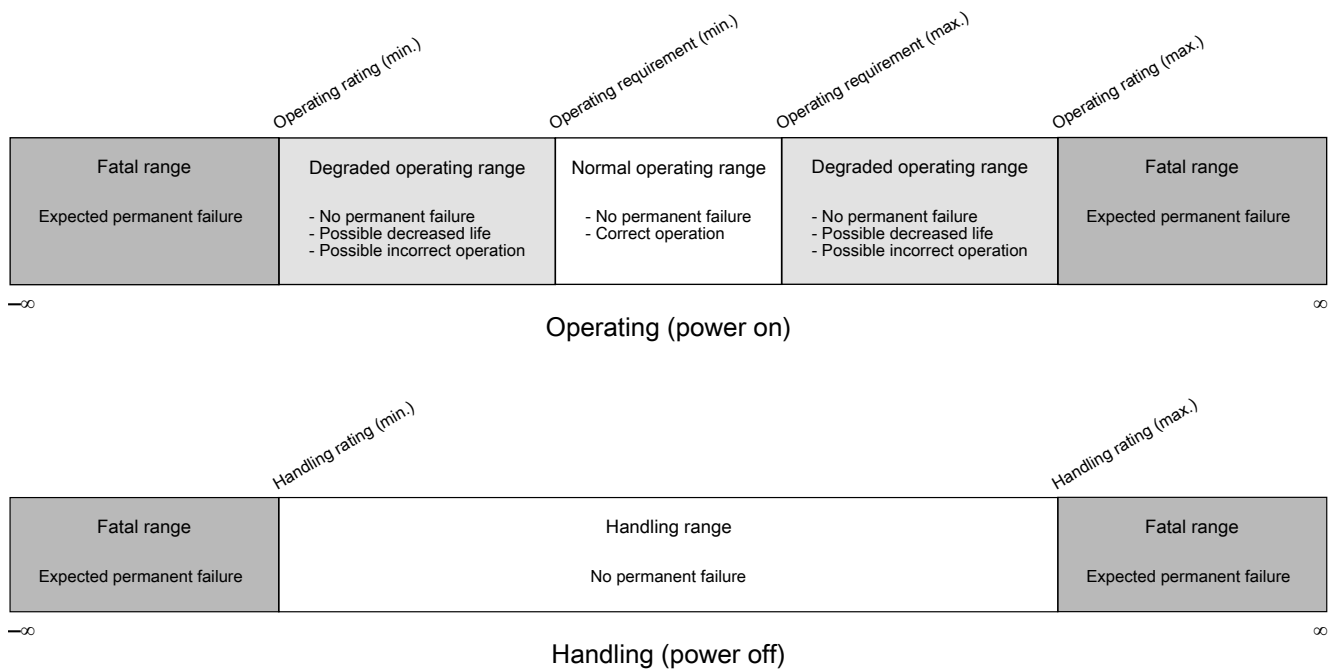 Operating rating (min.)
Operating requirement (min.)
Operating requirement (max.)
Operating rating (max.)
Fatal range
Expected permanent failure
Degraded operating range
- No permanent failure
- Possible decreased life
- Possible incorrect operation
Normal operating range
- No permanent failure
- Correct operation
Degraded operating range
- No permanent failure
- Possible decreased life
- Possible incorrect operation
Fatal range
Expected permanent failure
–∞
∞
Operating (power on)
Handling rating (min.)
Handling rating (max.)
Fatal range
Expected permanent failure
Handling range
No permanent failure
Fatal range
Expected permanent failure
–∞
∞
Handling (power off)